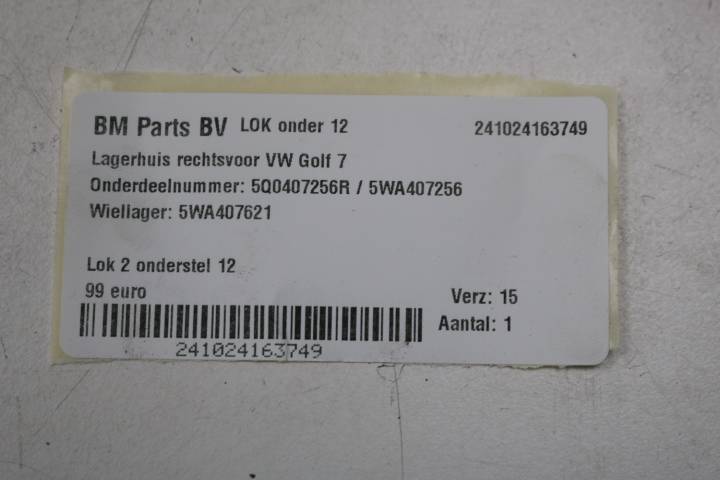 BM Parts BV LOK onder 12 241024163749
Lagerhuis rechtsvoor VW Golf 7
Onderdeelnummer: 5Q0407256R / 5WA407256
Wiellager: 5WA407621
Lok 2 onderstel 12
99 euro Verz: 15
Aantal: 1
241024163749